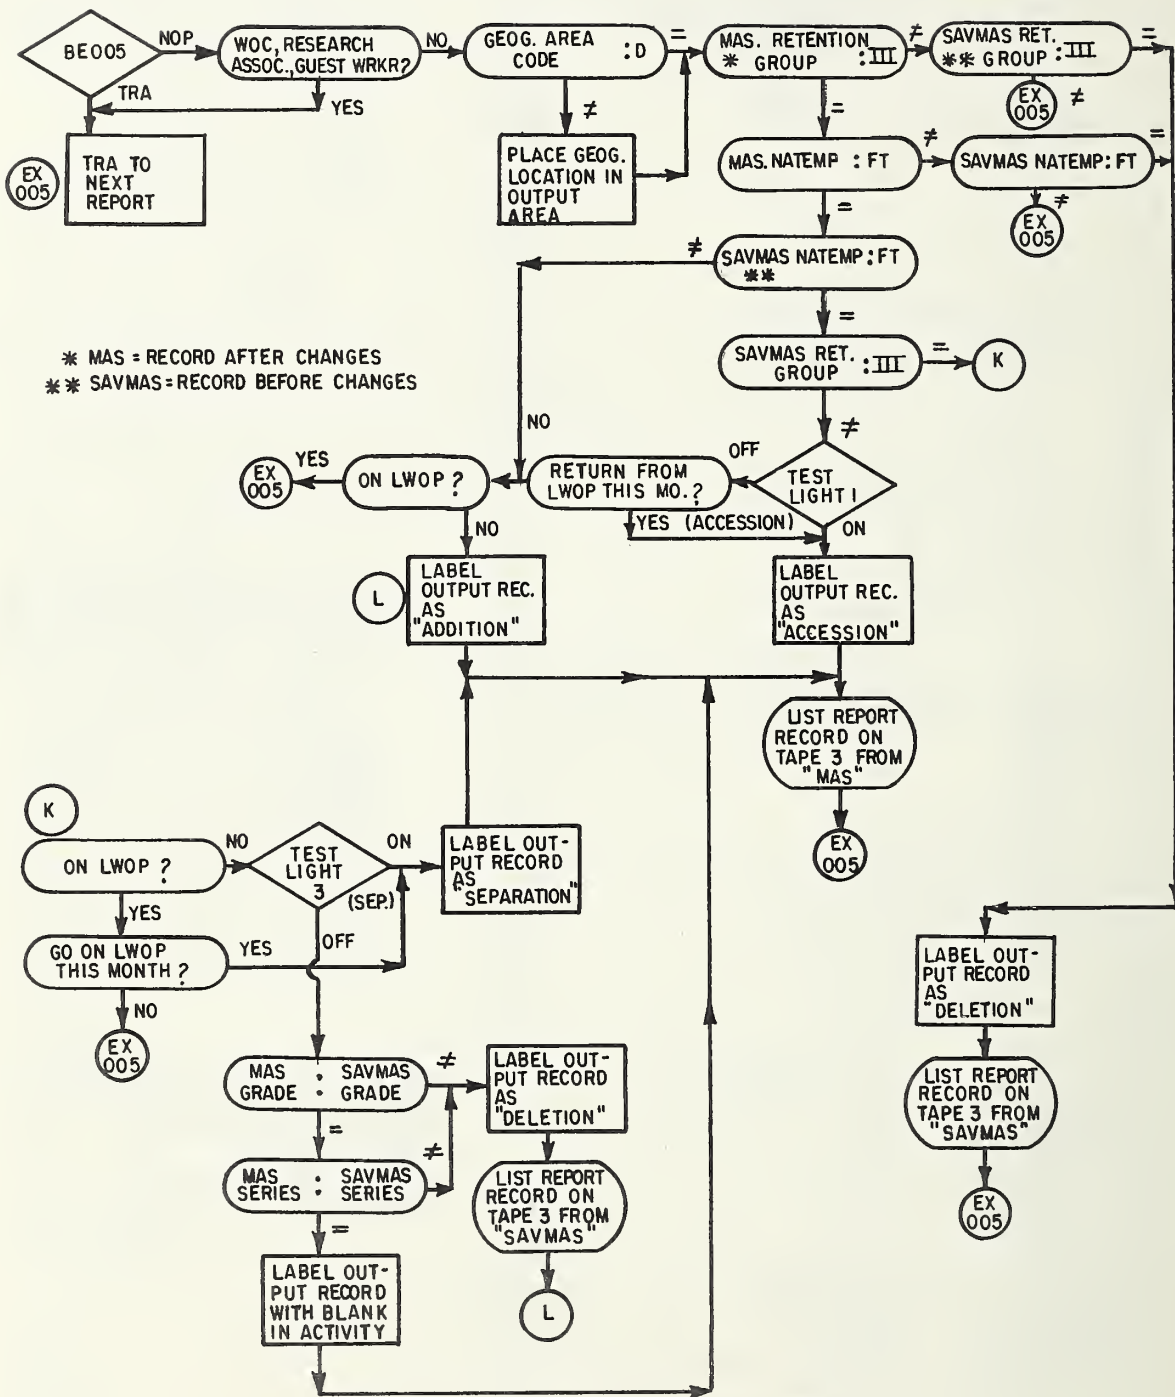 BE005
NOP
TRA
WOC, RESEARCH
ASSOC., GUEST WRKR?
NO
YES
GEOG. AREA
CODE :D
=
≠
PLACE GEOG.
LOCATION IN
OUTPUT
AREA
MAS. RETENTION
* GROUP :III
≠
=
SAVMAS RET.
** GROUP :III
=
EX
005
≠
EX
005
TRA TO
NEXT
REPORT
MAS. NATEMP : FT
≠
=
SAVMAS NATEMP: FT
=
≠
EX
005
≠
SAVMAS NATEMP: FT
**
=
* MAS = RECORD AFTER CHANGES
** SAVMAS = RECORD BEFORE CHANGES
SAVMAS RET.
GROUP :III
=
K
≠
NO
EX
005
YES
ON LWOP ?
NO
RETURN FROM
LWOP THIS MO.?
YES (ACCESSION)
OFF
TEST
LIGHT 1
ON
L
LABEL
OUTPUT REC.
AS
"ADDITION"
LABEL
OUTPUT REC.
AS
"ACCESSION"
LIST REPORT
RECORD ON
TAPE 3 FROM
"MAS"
EX
005
K
ON LWOP ?
NO
YES
TEST
LIGHT
3
ON
(SEP.)
OFF
LABEL OUT-
PUT RECORD
AS
"SEPARATION"
GO ON LWOP
THIS MONTH ?
YES
NO
EX
005
LABEL OUT-
PUT RECORD
AS
"DELETION"
LIST REPORT
RECORD ON
TAPE 3 FROM
"SAVMAS"
EX
005
MAS : SAVMAS
GRADE : GRADE
≠
=
LABEL OUT-
PUT RECORD
AS
"DELETION"
MAS : SAVMAS
SERIES : SERIES
≠
=
LIST REPORT
RECORD ON
TAPE 3 FROM
"SAVMAS"
L
LABEL OUT-
PUT RECORD
WITH BLANK
IN ACTIVITY